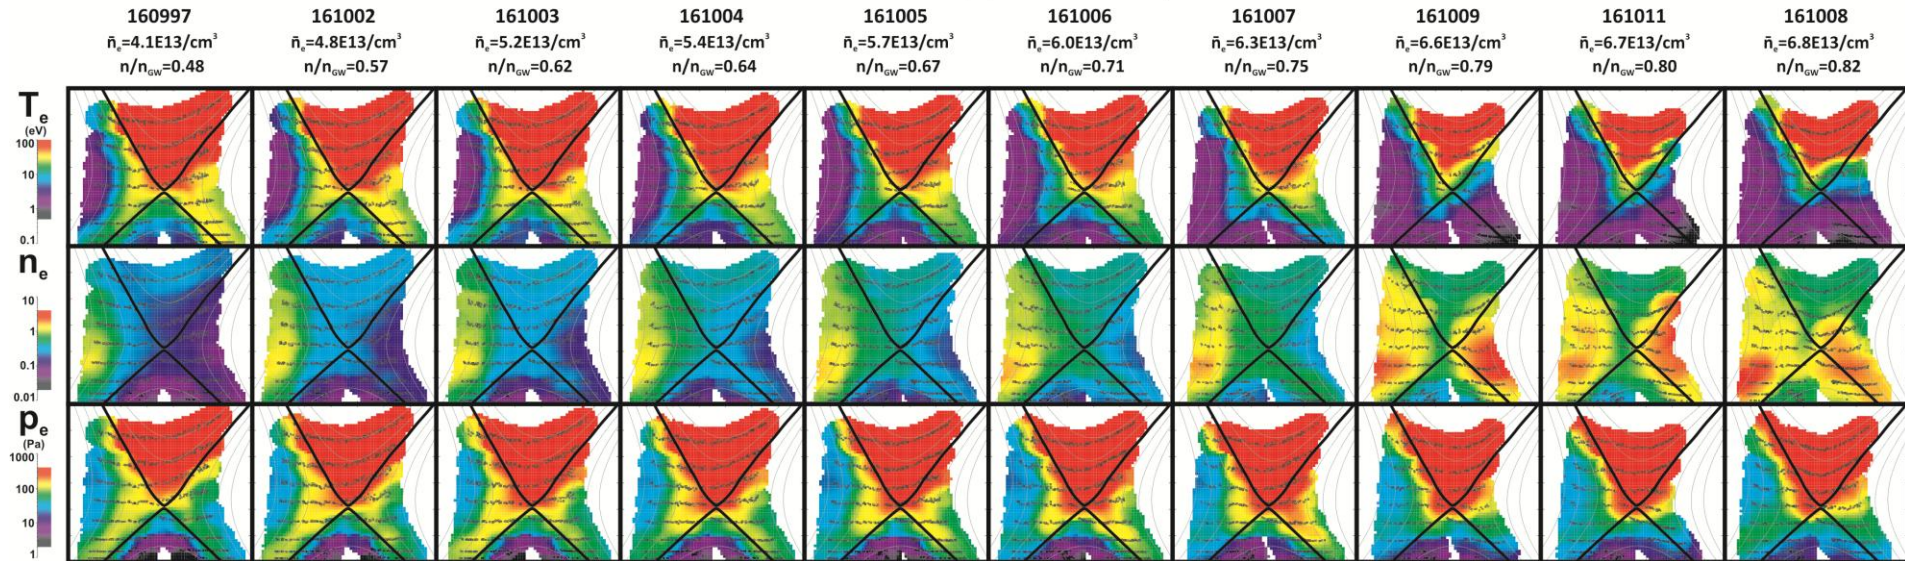 160997 161002 161003 161004 161005 161006 161007 161009 161011 161008
n̄e=4.1E13/cm³ n̄e=4.8E13/cm³ n̄e=5.2E13/cm³ n̄e=5.4E13/cm³ n̄e=5.7E13/cm³ n̄e=6.0E13/cm³ n̄e=6.3E13/cm³ n̄e=6.6E13/cm³ n̄e=6.7E13/cm³ n̄e=6.8E13/cm³
n/nGW=0.48 n/nGW=0.57 n/nGW=0.62 n/nGW=0.64 n/nGW=0.67 n/nGW=0.71 n/nGW=0.75 n/nGW=0.79 n/nGW=0.80 n/nGW=0.82
Te
(eV)
100
10
1
0.1
ne
10
1
0.1
0.01
pe
(Pa)
1000
100
10
1